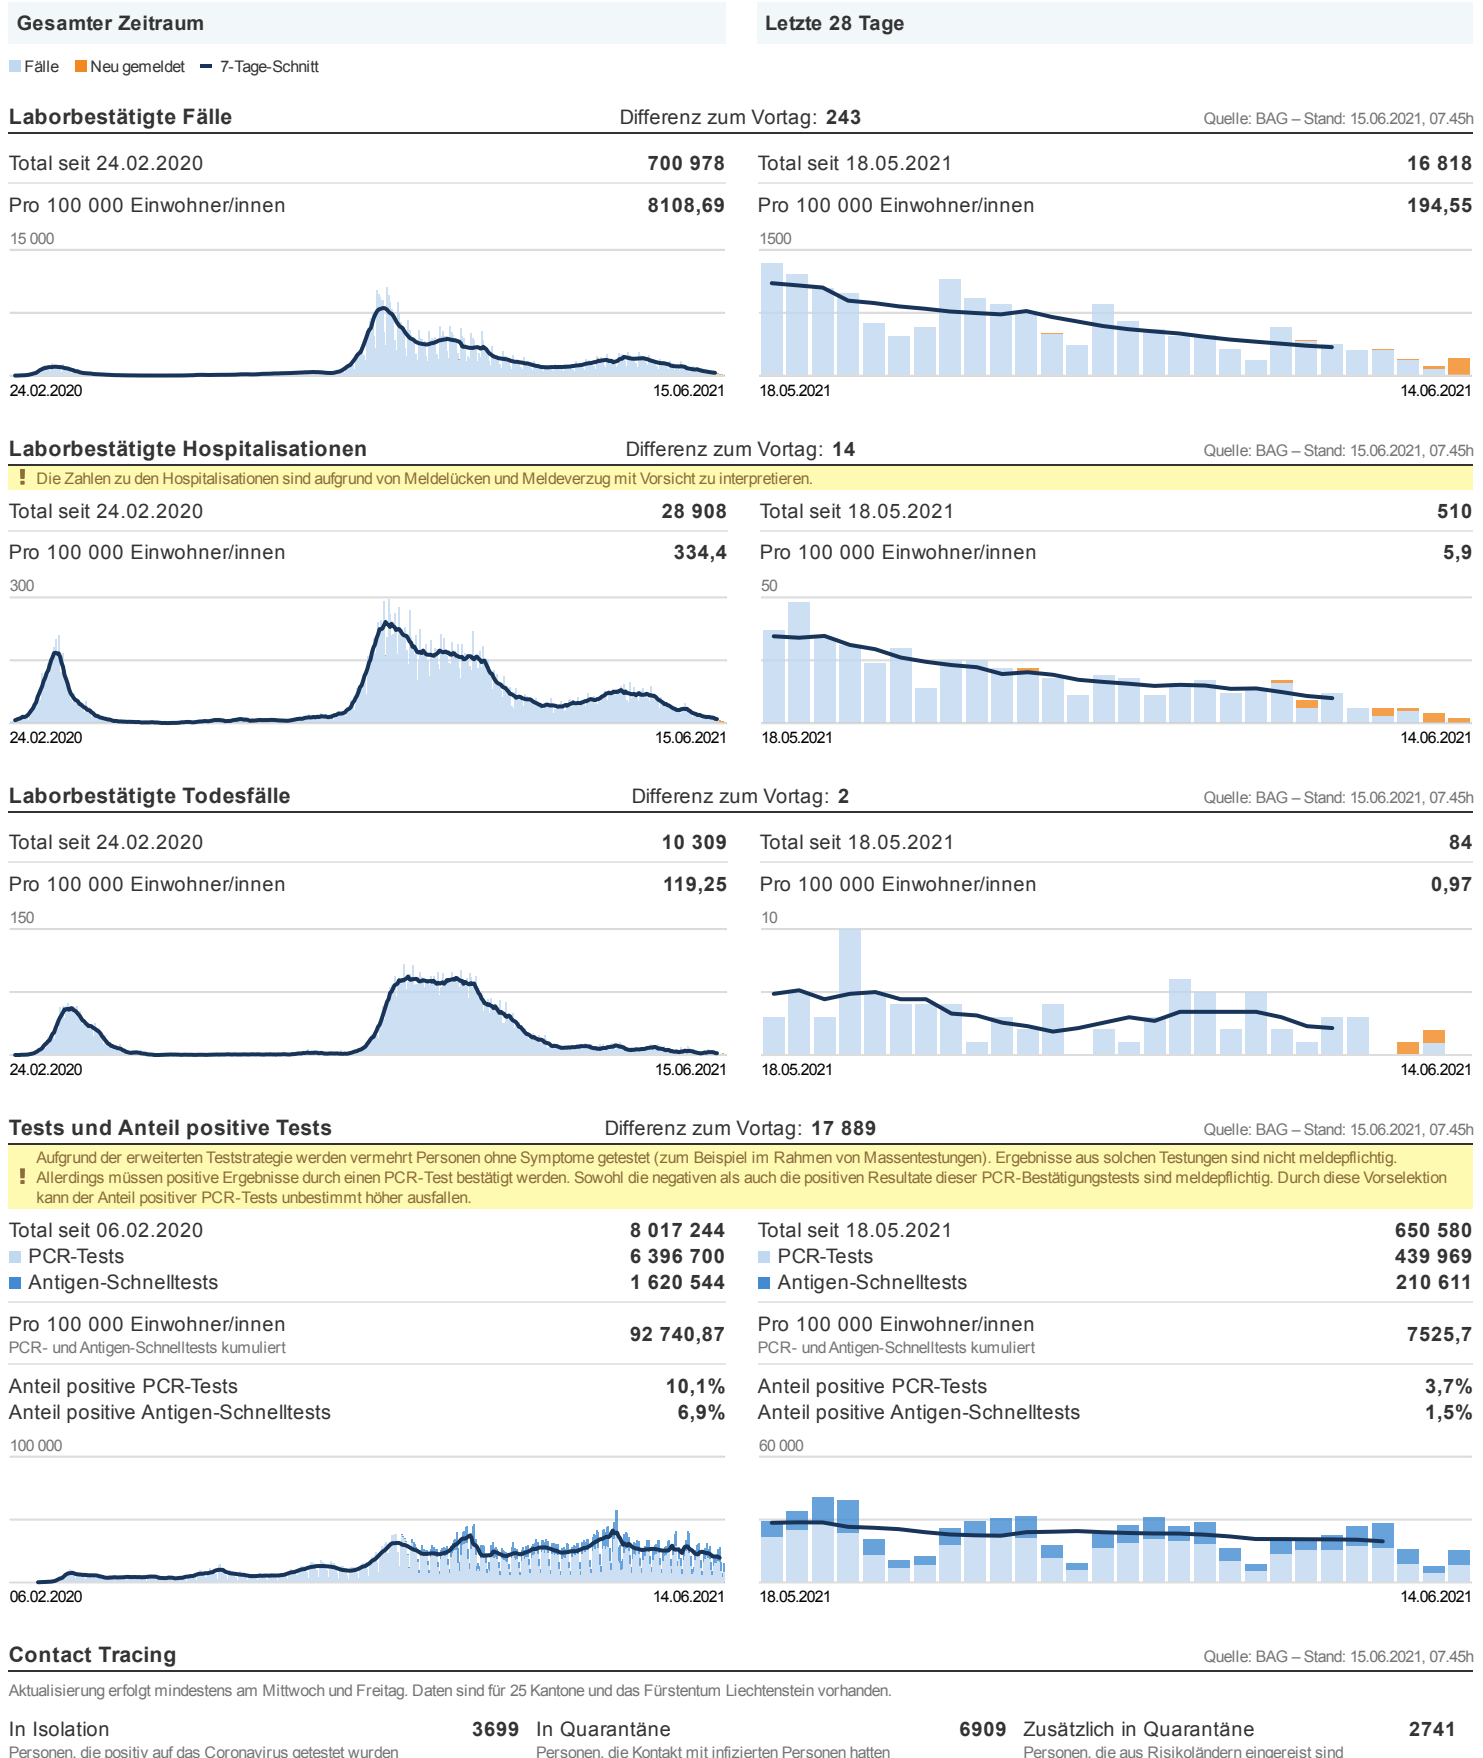 Gesamter Zeitraum Letzte 28 Tage
Fälle Neu gemeldet 7-Tage-Schnitt
Laborbestätigte Fälle Differenz zum Vortag: 243 Quelle: BAG – Stand: 15.06.2021, 07.45h
Total seit 24.02.2020 700 978 Total seit 18.05.2021 16 818
Pro 100 000 Einwohner/innen 8108,69 Pro 100 000 Einwohner/innen 194,55
15 000 1500
24.02.2020 15.06.2021 18.05.2021 14.06.2021
Laborbestätigte Hospitalisationen Differenz zum Vortag: 14 Quelle: BAG – Stand: 15.06.2021, 07.45h
! Die Zahlen zu den Hospitalisationen sind aufgrund von Meldelücken und Meldeverzug mit Vorsicht zu interpretieren.
Total seit 24.02.2020 28 908 Total seit 18.05.2021 510
Pro 100 000 Einwohner/innen 334,4 Pro 100 000 Einwohner/innen 5,9
300 50
24.02.2020 15.06.2021 18.05.2021 14.06.2021
Laborbestätigte Todesfälle Differenz zum Vortag: 2 Quelle: BAG – Stand: 15.06.2021, 07.45h
Total seit 24.02.2020 10 309 Total seit 18.05.2021 84
Pro 100 000 Einwohner/innen 119,25 Pro 100 000 Einwohner/innen 0,97
150 10
24.02.2020 15.06.2021 18.05.2021 14.06.2021
Tests und Anteil positive Tests Differenz zum Vortag: 17 889 Quelle: BAG – Stand: 15.06.2021, 07.45h
Aufgrund der erweiterten Teststrategie werden vermehrt Personen ohne Symptome getestet (zum Beispiel im Rahmen von Massentestungen). Ergebnisse aus solchen Testungen sind nicht meldepflichtig.
! Allerdings müssen positive Ergebnisse durch einen PCR-Test bestätigt werden. Sowohl die negativen als auch die positiven Resultate dieser PCR-Bestätigungstests sind meldepflichtig. Durch diese Vorselektion
kann der Anteil positiver PCR-Tests unbestimmt höher ausfallen.
Total seit 06.02.2020 8 017 244 Total seit 18.05.2021 650 580
PCR-Tests 6 396 700 PCR-Tests 439 969
Antigen-Schnelltests 1 620 544 Antigen-Schnelltests 210 611
Pro 100 000 Einwohner/innen 92 740,87 Pro 100 000 Einwohner/innen 7525,7
PCR- und Antigen-Schnelltests kumuliert PCR- und Antigen-Schnelltests kumuliert
Anteil positive PCR-Tests 10,1% Anteil positive PCR-Tests 3,7%
Anteil positive Antigen-Schnelltests 6,9% Anteil positive Antigen-Schnelltests 1,5%
100 000 60 000
06.02.2020 14.06.2021 18.05.2021 14.06.2021
Contact Tracing Quelle: BAG – Stand: 15.06.2021, 07.45h
Aktualisierung erfolgt mindestens am Mittwoch und Freitag. Daten sind für 25 Kantone und das Fürstentum Liechtenstein vorhanden.
In Isolation 3699 In Quarantäne 6909 Zusätzlich in Quarantäne 2741
Personen, die positiv auf das Coronavirus getestet wurden Personen, die Kontakt mit infizierten Personen hatten Personen, die aus Risikoländern eingereist sind